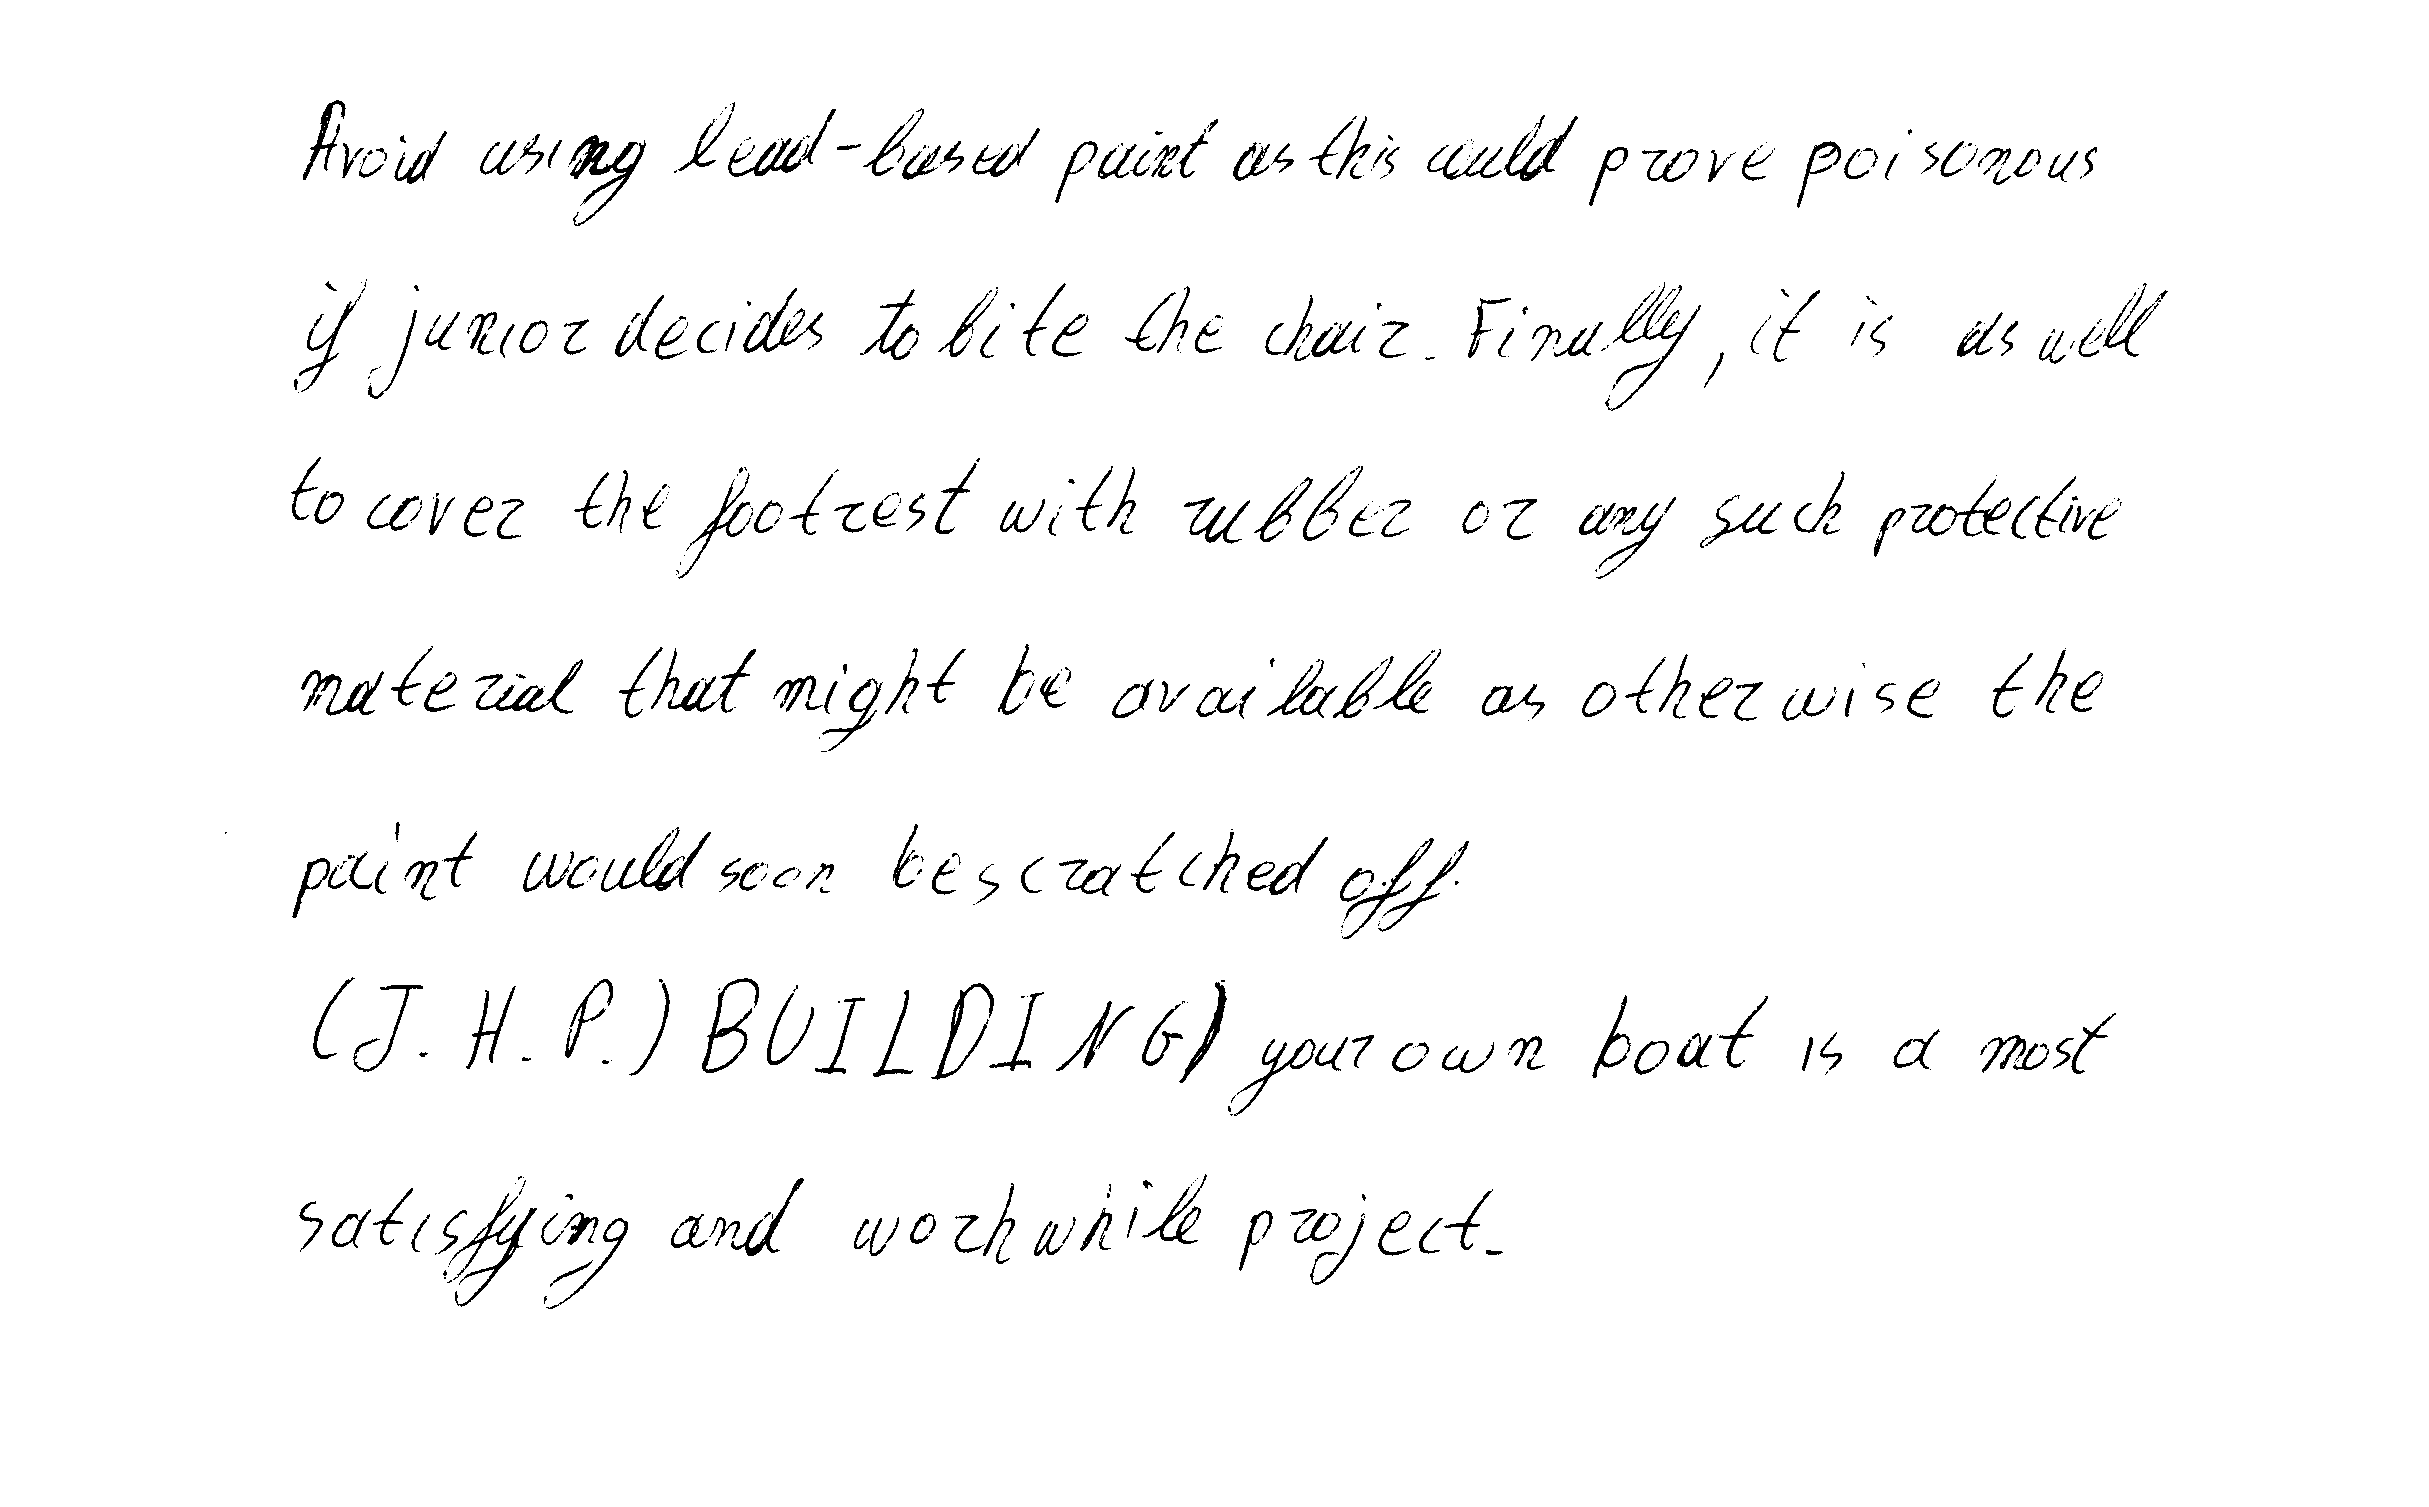 Avoid using lead-based paint as this could prove poisonous
if junior decides to bite the chair. Finally, it is as well
to cover the footrest with rubber or any such protective
material that might be available as otherwise the
paint would soon be scratched off.
(J.H.P.) BUILDING) your own boat is a most
satisfying and worhwhile project.